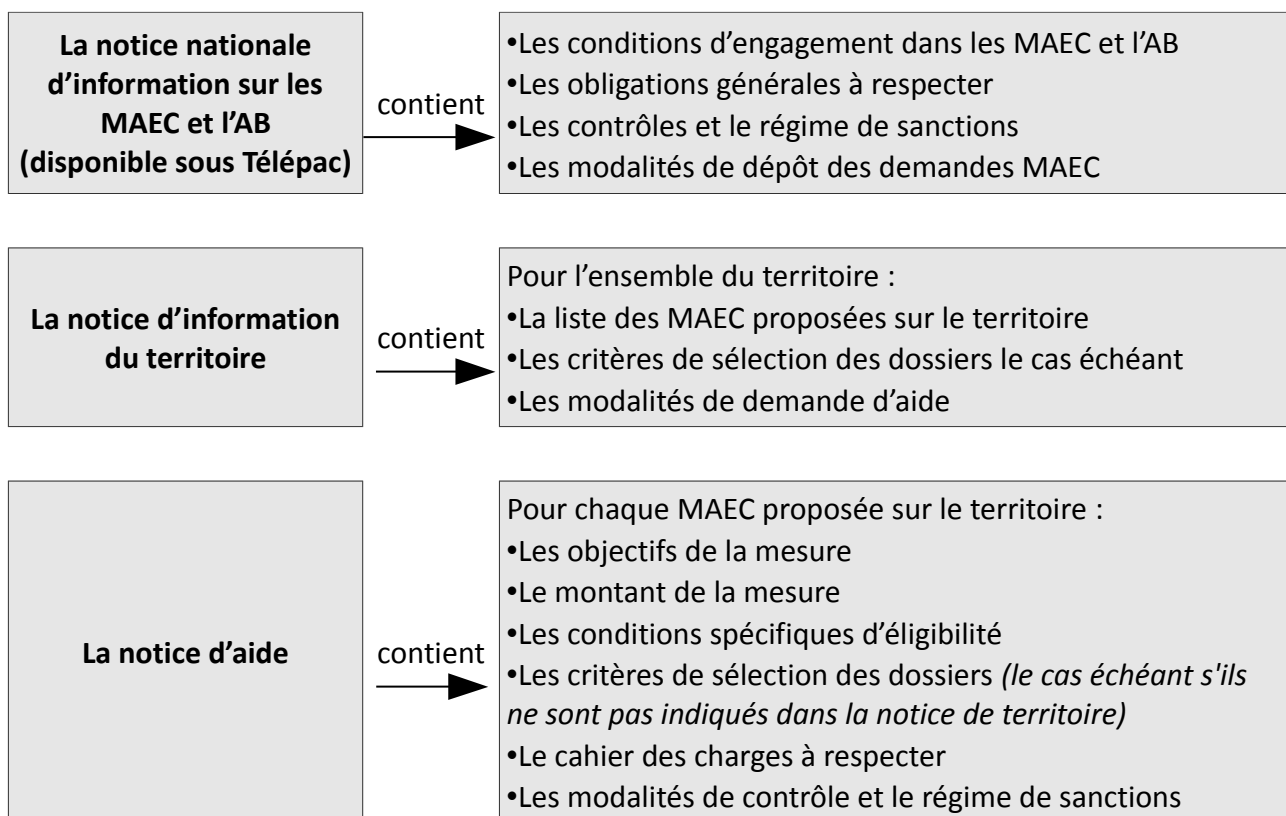 La notice nationale
d’information sur les
MAEC et l’AB
(disponible sous Télépac)
contient
•Les conditions d’engagement dans les MAEC et l’AB
•Les obligations générales à respecter
•Les contrôles et le régime de sanctions
•Les modalités de dépôt des demandes MAEC
La notice d’information
du territoire
contient
Pour l’ensemble du territoire :
•La liste des MAEC proposées sur le territoire
•Les critères de sélection des dossiers le cas échéant
•Les modalités de demande d’aide
La notice d’aide
contient
Pour chaque MAEC proposée sur le territoire :
•Les objectifs de la mesure
•Le montant de la mesure
•Les conditions spécifiques d’éligibilité
•Les critères de sélection des dossiers (le cas échéant s'ils
ne sont pas indiqués dans la notice de territoire)
•Le cahier des charges à respecter
•Les modalités de contrôle et le régime de sanctions